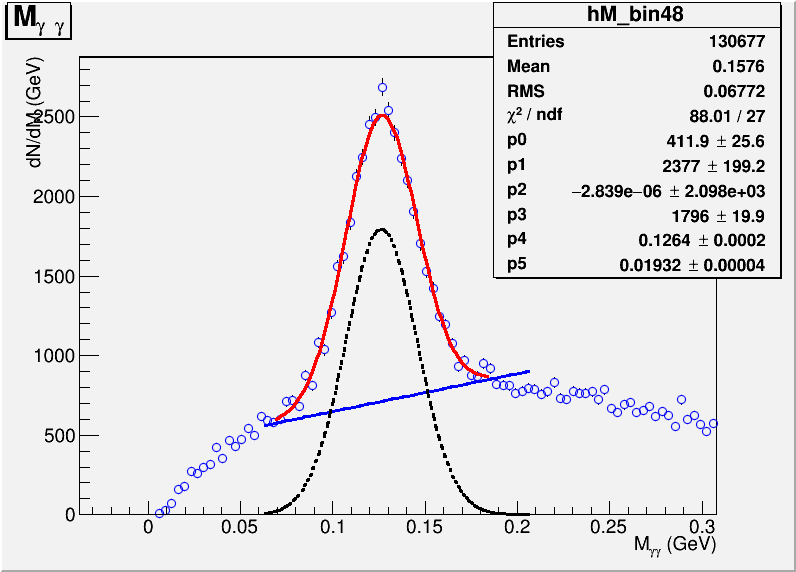 M_γγ
hM_bin48
Entries 130677
Mean 0.1576
RMS 0.06772
χ² / ndf 88.01 / 27
p0 411.9 ± 25.6
p1 2377 ± 199.2
p2 −2.839e−06 ± 2.098e+03
p3 1796 ± 19.9
p4 0.1264 ± 0.0002
p5 0.01932 ± 0.00004
dN/dM (GeV)
2500
2000
1500
1000
500
0
0 0.05 0.1 0.15 0.2 0.25 0.3
M_γγ (GeV)